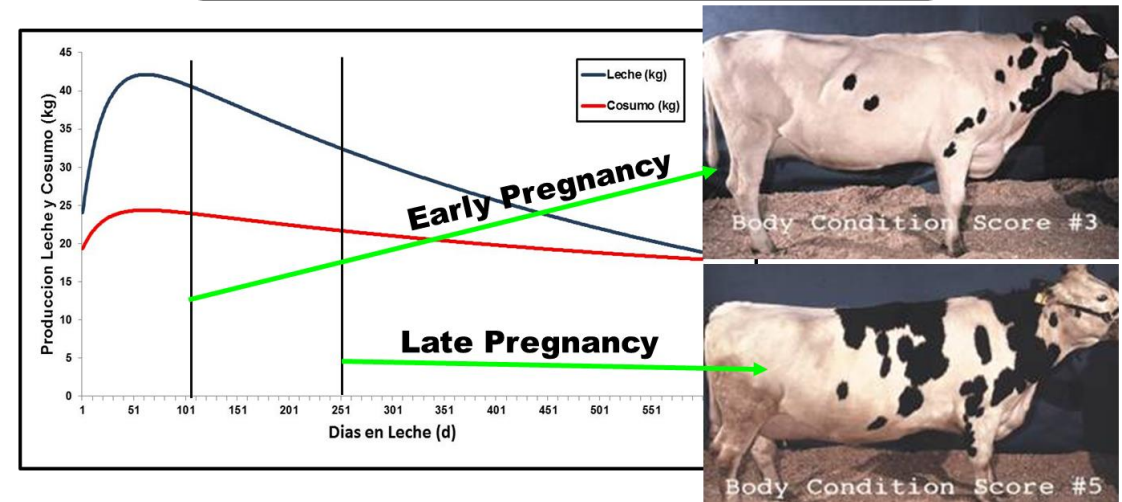 Produccion Leche y Cosumo (kg)
45
40
35
30
25
20
15
10
5
0
1 51 101 151 201 251 301 351 401 451 501 551
Dias en Leche (d)
Leche (kg)
Cosumo (kg)
Early Pregnancy
Late Pregnancy
Body Condition Score #3
Body Condition Score #5